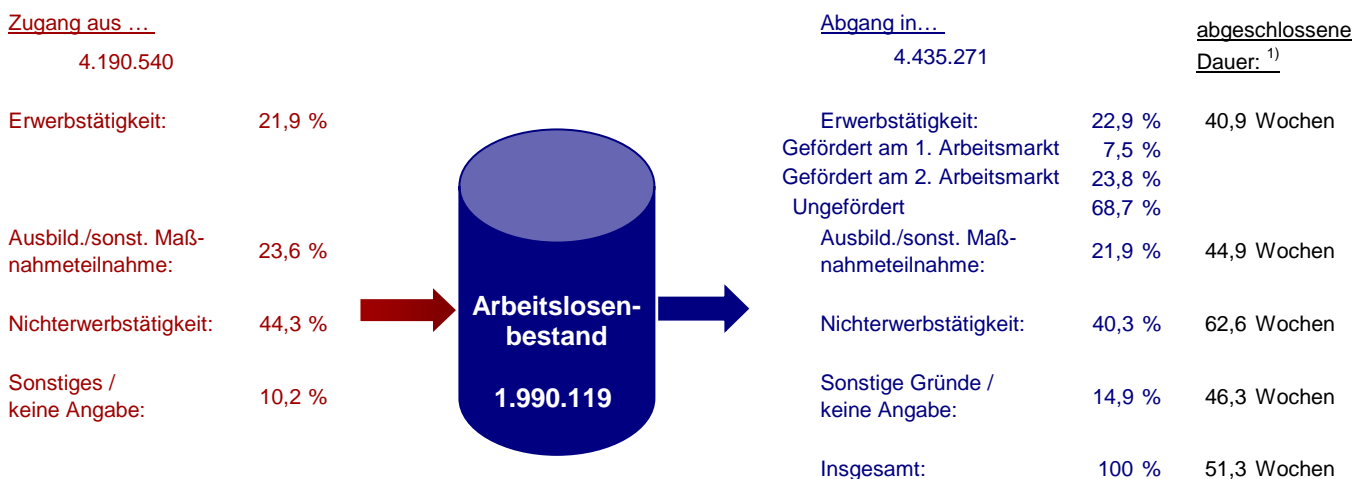 Zugang aus …
4.190.540
Erwerbstätigkeit: 21,9 %
Ausbild./sonst. Maß-
nahmeteilnahme: 23,6 %
Nichterwerbstätigkeit: 44,3 %
Sonstiges /
keine Angabe: 10,2 %
Arbeitslosen-
bestand
1.990.119
Abgang in…
4.435.271
abgeschlossene
Dauer: 1)
Erwerbstätigkeit: 22,9 % 40,9 Wochen
Gefördert am 1. Arbeitsmarkt 7,5 %
Gefördert am 2. Arbeitsmarkt 23,8 %
Ungefördert 68,7 %
Ausbild./sonst. Maß-
nahmeteilnahme: 21,9 % 44,9 Wochen
Nichterwerbstätigkeit: 40,3 % 62,6 Wochen
Sonstige Gründe /
keine Angabe: 14,9 % 46,3 Wochen
Insgesamt: 100 % 51,3 Wochen